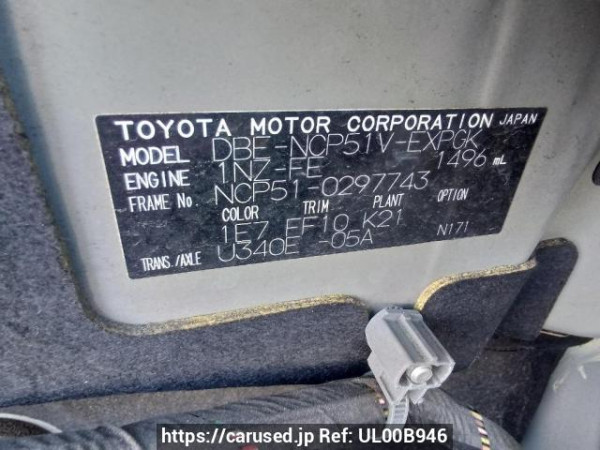 TOYOTA MOTOR CORPORATION JAPAN
MODEL DBE-NCP51V-EXPGK
ENGINE 1NZ-FE 1496 mL
FRAME No. NCP51-0297743
COLOR TRIM PLANT OPTION
1E7 EF10 K21
TRANS./AXLE U340E -05A N171
https://carused.jp Ref: UL00B946